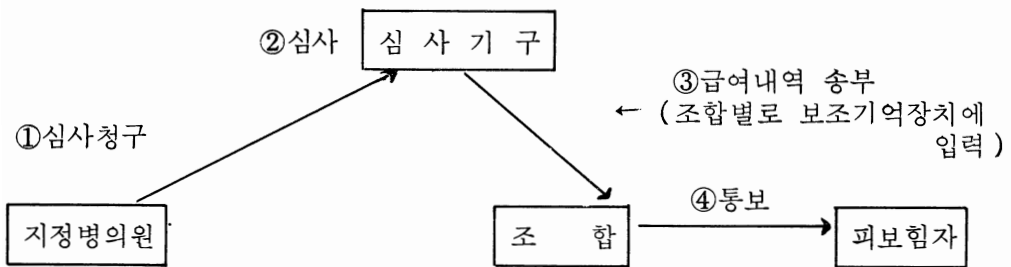 ②심사
심 사 기 구
③급여내역 송부
← (조합별로 보조기억장치에
입력)
①심사청구
④통보
지정병의원
조 합
피보힘자